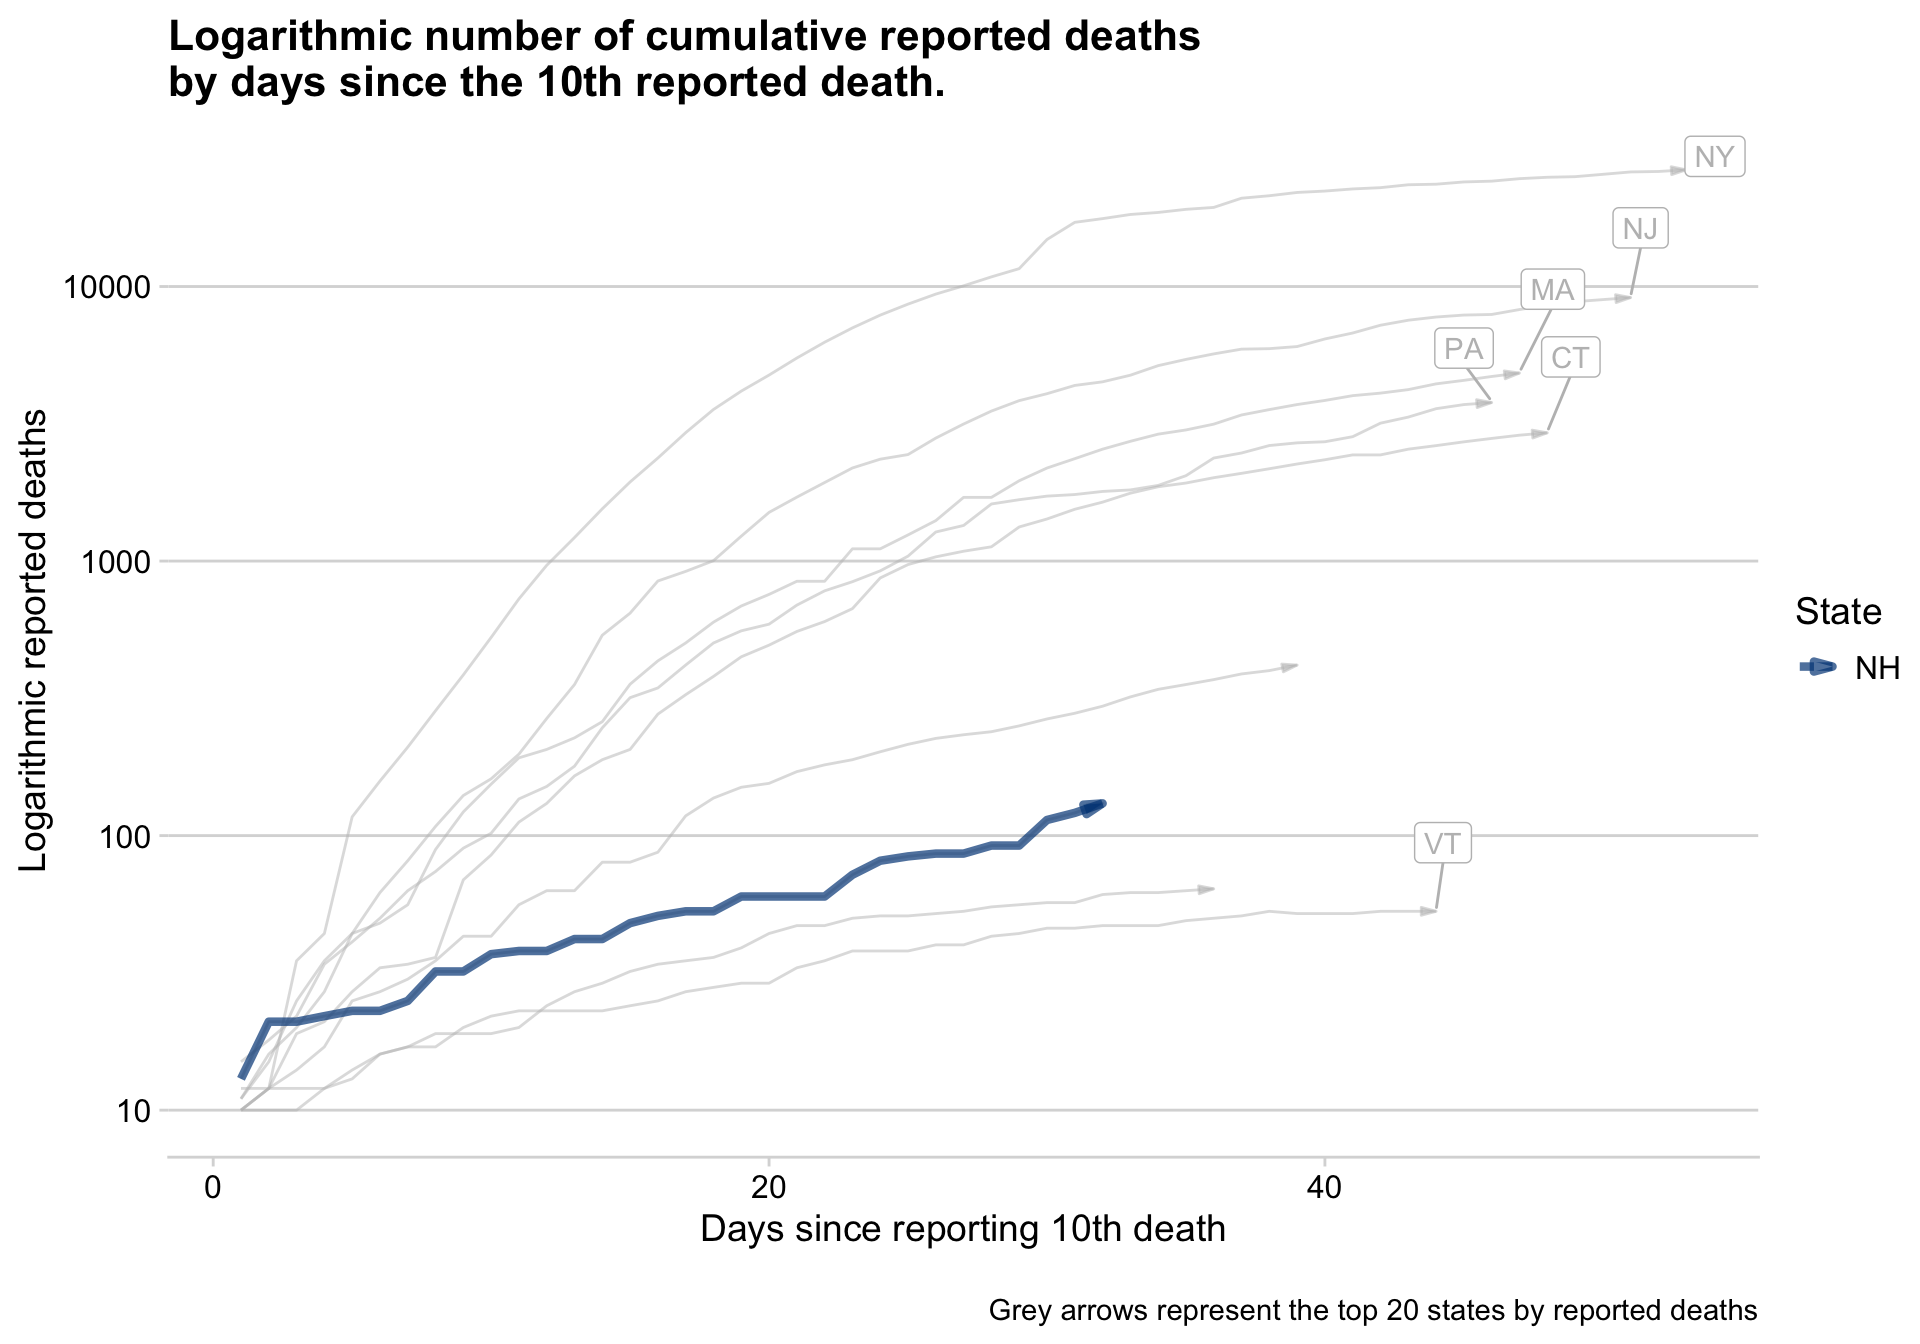 Logarithmic number of cumulative reported deaths
by days since the 10th reported death.
NY
NJ
10000
MA
PA
CT
Logarithmic reported deaths
1000
State
NH
100
VT
10
0
20
40
Days since reporting 10th death
Grey arrows represent the top 20 states by reported deaths